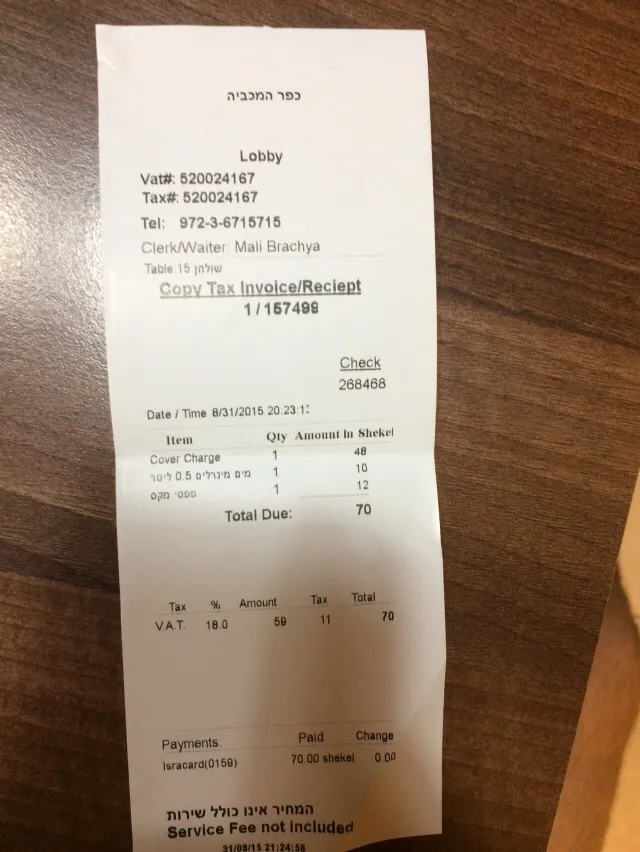 כפר המכביה
Lobby
Vat#: 520024167
Tax#: 520024167
Tel: 972-3-6715715
Clerk/Waiter: Mali Brachya
Table:15 שולחן
Copy Tax Invoice/Reciept
1 / 157499
Check
268468
Date / Time 8/31/2015 20:23:13
Item Qty Amount in Shekel
Cover Charge 1 48
מים מינרלים 0.5 ליטר 1 10
פפסי מקס 1 12
Total Due: 70
Tax % Amount Tax Total
V.A.T. 18.0 59 11 70
Payments: Paid Change
Isracard(0159) 70.00 shekel 0.00
המחיר אינו כולל שירות
Service Fee not included
31/08/15 21:24:58